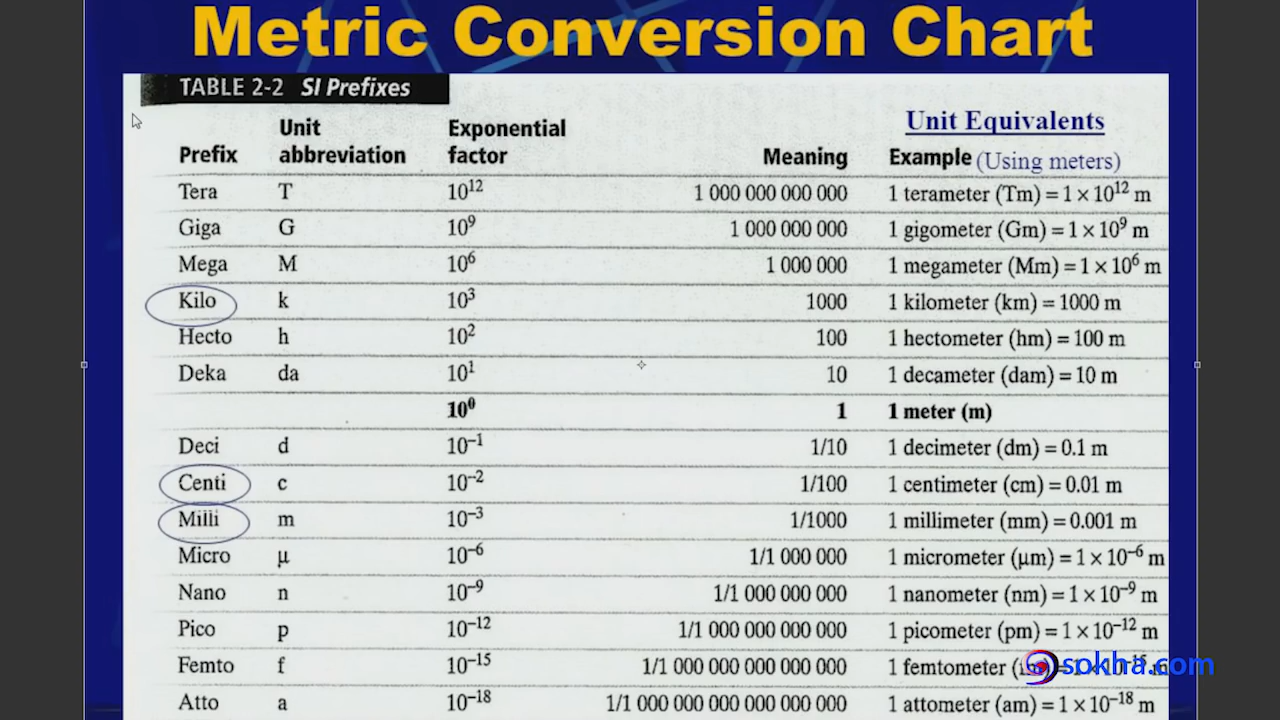 Metric Conversion Chart
TABLE 2-2 SI Prefixes
Unit Equivalents
Prefix Unit abbreviation Exponential factor Meaning Example (Using meters)
Tera T 10¹² 1 000 000 000 000 1 terameter (Tm) = 1 × 10¹² m
Giga G 10⁹ 1 000 000 000 1 gigometer (Gm) = 1 × 10⁹ m
Mega M 10⁶ 1 000 000 1 megameter (Mm) = 1 × 10⁶ m
Kilo k 10³ 1000 1 kilometer (km) = 1000 m
Hecto h 10² 100 1 hectometer (hm) = 100 m
Deka da 10¹ 10 1 decameter (dam) = 10 m
10⁰ 1 1 meter (m)
Deci d 10⁻¹ 1/10 1 decimeter (dm) = 0.1 m
Centi c 10⁻² 1/100 1 centimeter (cm) = 0.01 m
Milli m 10⁻³ 1/1000 1 millimeter (mm) = 0.001 m
Micro μ 10⁻⁶ 1/1 000 000 1 micrometer (μm) = 1 × 10⁻⁶ m
Nano n 10⁻⁹ 1/1 000 000 000 1 nanometer (nm) = 1 × 10⁻⁹ m
Pico p 10⁻¹² 1/1 000 000 000 000 1 picometer (pm) = 1 × 10⁻¹² m
Femto f 10⁻¹⁵ 1/1 000 000 000 000 000 1 femtometer
sokha.com
Atto a 10⁻¹⁸ 1/1 000 000 000 000 000 000 1 attometer (am) = 1 × 10⁻¹⁸ m